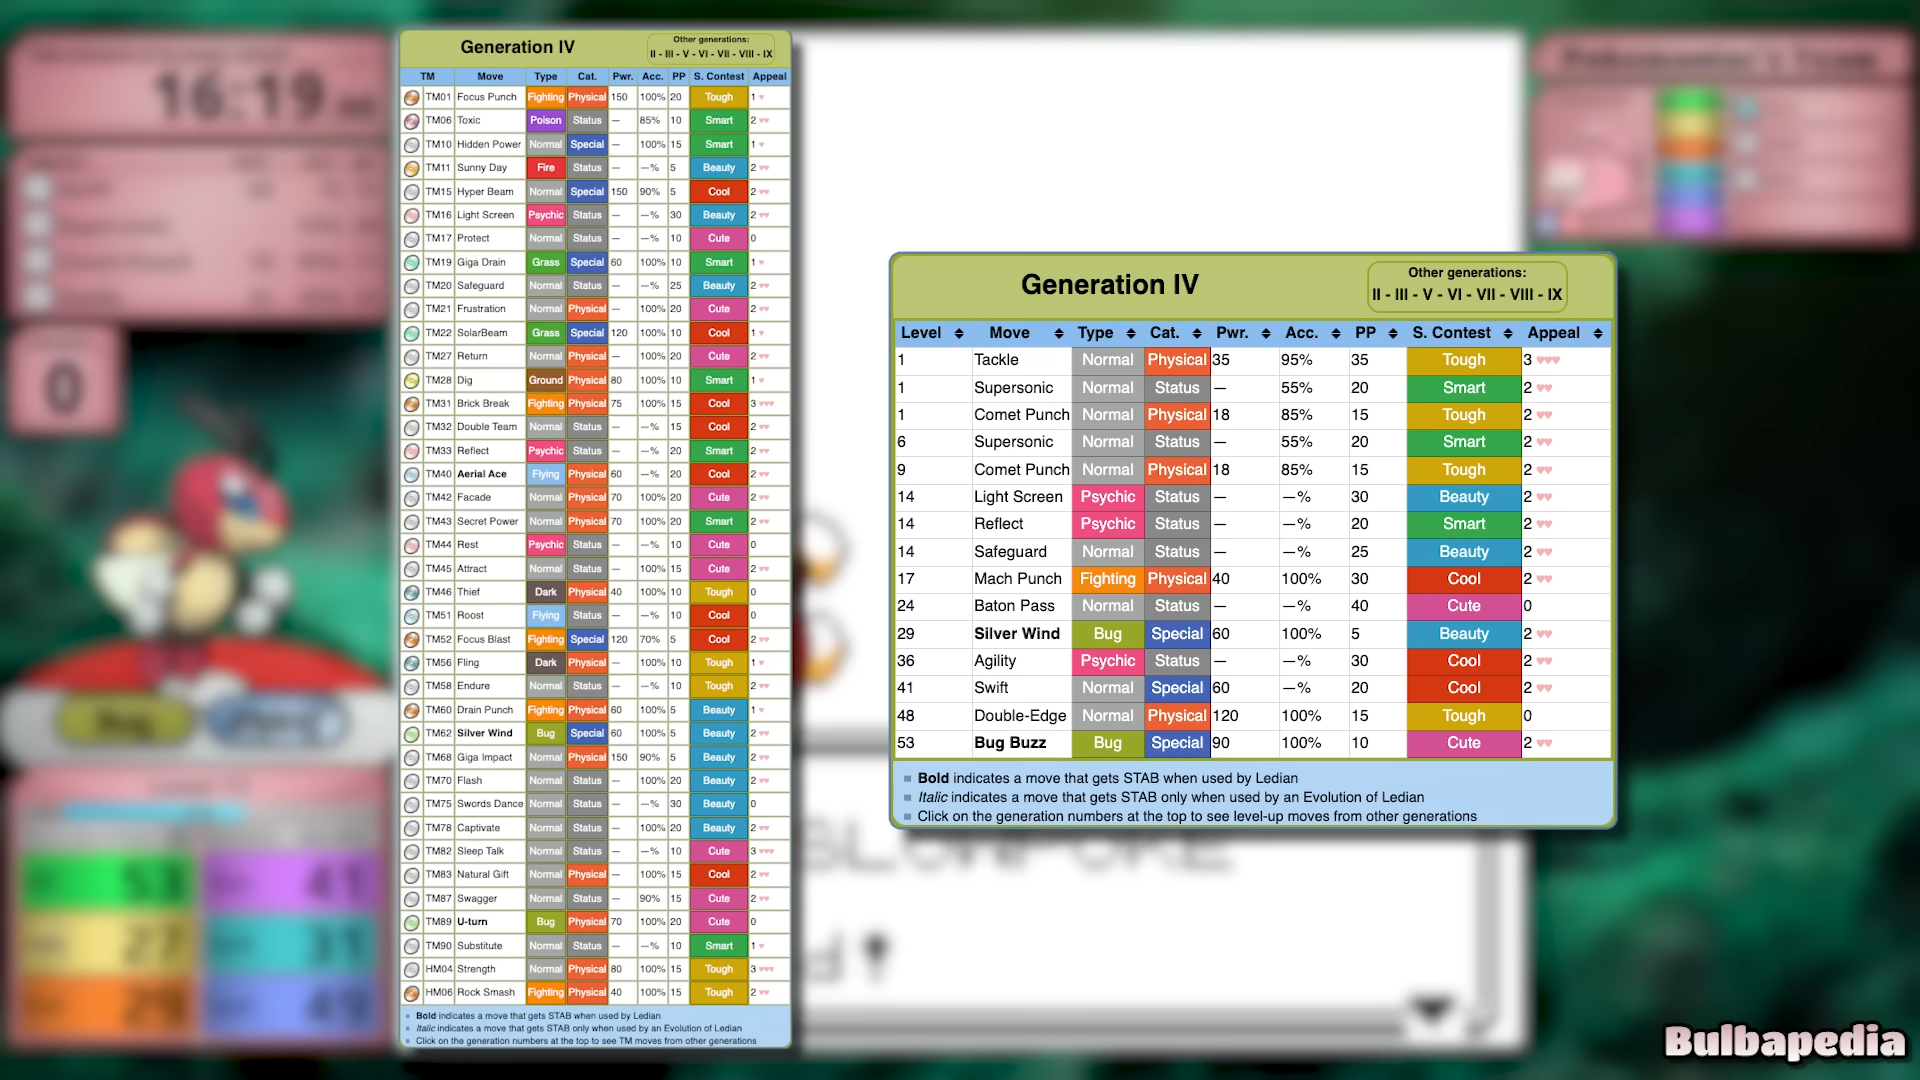 16:19
0
53 41
27 31
29 49
Generation IV
Other generations:
II - III - V - VI - VII - VIII - IX
TM Move Type Cat. Pwr. Acc. PP S. Contest Appeal
TM01 Focus Punch Fighting Physical 150 100% 20 Tough 1 ♥
TM06 Toxic Poison Status — 85% 10 Smart 2 ♥♥
TM10 Hidden Power Normal Special — 100% 15 Smart 1 ♥
TM11 Sunny Day Fire Status — —% 5 Beauty 2 ♥♥
TM15 Hyper Beam Normal Special 150 90% 5 Cool 2 ♥♥
TM16 Light Screen Psychic Status — —% 30 Beauty 2 ♥♥
TM17 Protect Normal Status — —% 10 Cute 0
TM19 Giga Drain Grass Special 60 100% 10 Smart 1 ♥
TM20 Safeguard Normal Status — —% 25 Beauty 2 ♥♥
TM21 Frustration Normal Physical — 100% 20 Cute 2 ♥♥
TM22 SolarBeam Grass Special 120 100% 10 Cool 1 ♥
TM27 Return Normal Physical — 100% 20 Cute 2 ♥♥
TM28 Dig Ground Physical 80 100% 10 Smart 1 ♥
TM31 Brick Break Fighting Physical 75 100% 15 Cool 3 ♥♥♥
TM32 Double Team Normal Status — —% 15 Cool 2 ♥♥
TM33 Reflect Psychic Status — —% 20 Smart 2 ♥♥
TM40 Aerial Ace Flying Physical 60 —% 20 Cool 2 ♥♥
TM42 Facade Normal Physical 70 100% 20 Cute 2 ♥♥
TM43 Secret Power Normal Physical 70 100% 20 Smart 2 ♥♥
TM44 Rest Psychic Status — —% 10 Cute 0
TM45 Attract Normal Status — 100% 15 Cute 2 ♥♥
TM46 Thief Dark Physical 40 100% 10 Tough 0
TM51 Roost Flying Status — —% 10 Cool 0
TM52 Focus Blast Fighting Special 120 70% 5 Cool 2 ♥♥
TM56 Fling Dark Physical — 100% 10 Tough 1 ♥
TM58 Endure Normal Status — —% 10 Tough 2 ♥♥
TM60 Drain Punch Fighting Physical 60 100% 5 Beauty 1 ♥
TM62 Silver Wind Bug Special 60 100% 5 Beauty 2 ♥♥
TM68 Giga Impact Normal Physical 150 90% 5 Beauty 2 ♥♥
TM70 Flash Normal Status — 100% 20 Beauty 2 ♥♥
TM75 Swords Dance Normal Status — —% 30 Beauty 0
TM78 Captivate Normal Status — 100% 20 Beauty 2 ♥♥
TM82 Sleep Talk Normal Status — —% 10 Cute 3 ♥♥♥
TM83 Natural Gift Normal Physical — 100% 15 Cool 2 ♥♥
TM87 Swagger Normal Status — 90% 15 Cute 2 ♥♥
TM89 U-turn Bug Physical 70 100% 20 Cute 0
TM90 Substitute Normal Status — —% 10 Smart 1 ♥
HM04 Strength Normal Physical 80 100% 15 Tough 3 ♥♥♥
HM06 Rock Smash Fighting Physical 40 100% 15 Tough 2 ♥♥
Bold indicates a move that gets STAB when used by Ledian
Italic indicates a move that gets STAB only when used by an Evolution of Ledian
Click on the generation numbers at the top to see TM moves from other generations
Generation IV
Other generations:
II - III - V - VI - VII - VIII - IX
Level Move Type Cat. Pwr. Acc. PP S. Contest Appeal
1 Tackle Normal Physical 35 95% 35 Tough 3 ♥♥♥
1 Supersonic Normal Status — 55% 20 Smart 2 ♥♥
1 Comet Punch Normal Physical 18 85% 15 Tough 2 ♥♥
6 Supersonic Normal Status — 55% 20 Smart 2 ♥♥
9 Comet Punch Normal Physical 18 85% 15 Tough 2 ♥♥
14 Light Screen Psychic Status — —% 30 Beauty 2 ♥♥
14 Reflect Psychic Status — —% 20 Smart 2 ♥♥
14 Safeguard Normal Status — —% 25 Beauty 2 ♥♥
17 Mach Punch Fighting Physical 40 100% 30 Cool 2 ♥♥
24 Baton Pass Normal Status — —% 40 Cute 0
29 Silver Wind Bug Special 60 100% 5 Beauty 2 ♥♥
36 Agility Psychic Status — —% 30 Cool 2 ♥♥
41 Swift Normal Special 60 —% 20 Cool 2 ♥♥
48 Double-Edge Normal Physical 120 100% 15 Tough 0
53 Bug Buzz Bug Special 90 100% 10 Cute 2 ♥♥
Bold indicates a move that gets STAB when used by Ledian
Italic indicates a move that gets STAB only when used by an Evolution of Ledian
Click on the generation numbers at the top to see level-up moves from other generations
SLOWPOKE
Bulbapedia